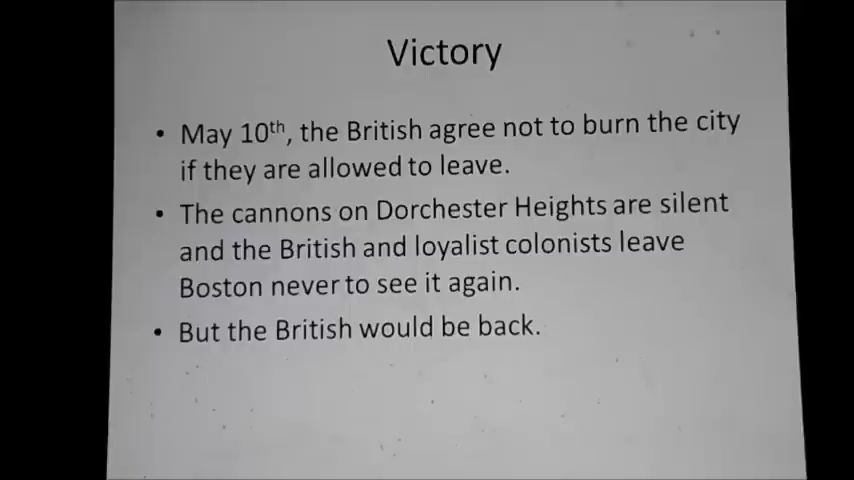 Victory
• May 10th, the British agree not to burn the city
if they are allowed to leave.
• The cannons on Dorchester Heights are silent
and the British and loyalist colonists leave
Boston never to see it again.
• But the British would be back.